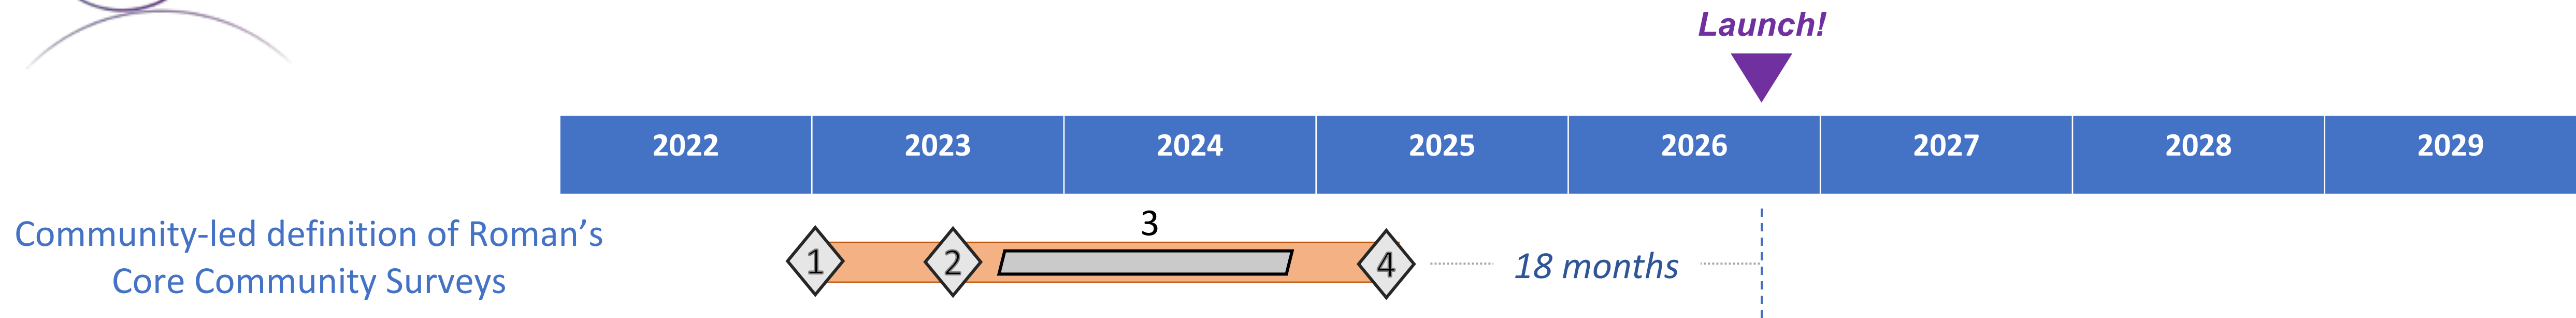 Launch!
2022 2023 2024 2025 2026 2027 2028 2029
Community-led definition of Roman’s
Core Community Surveys
3
1 2 4 18 months